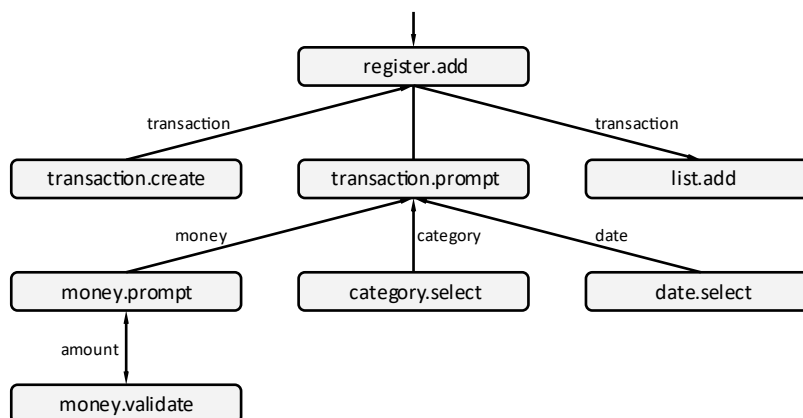 register.add
transaction
transaction
transaction.create
transaction.prompt
list.add
money
category
date
money.prompt
category.select
date.select
amount
money.validate